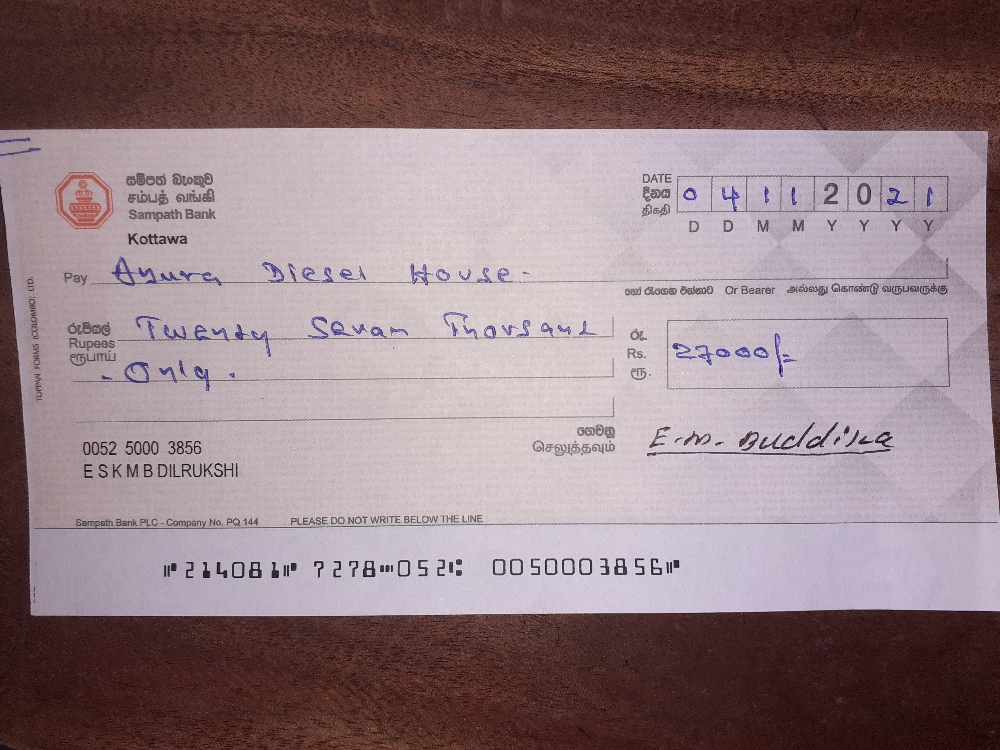 සම්පත් බැංකුව
சம்பத் வங்கி
Sampath Bank
Kottawa
DATE
දිනය
திகதி
0 4 1 1 2 0 2 1
D D M M Y Y Y Y
Pay Ayura Diesel House-
හෝ රැගෙන එන්නාට Or Bearer அல்லது கொண்டு வருபவருக்கு
රුපියල්
Rupees
ரூபாய்
Twenty Sevan Thousand
- Only.
රු.
Rs.
ரூ.
27000/=
ගෙවනු
செலுத்தவும்
E.M. Buddika
0052 5000 3856
E S K M B DILRUKSHI
Sampath Bank PLC - Company No. PQ 144 PLEASE DO NOT WRITE BELOW THE LINE
⑈214081⑈ 7278⑉052⑆ 0050003856⑈
TOPPAN FORMS (COLOMBO) LTD.